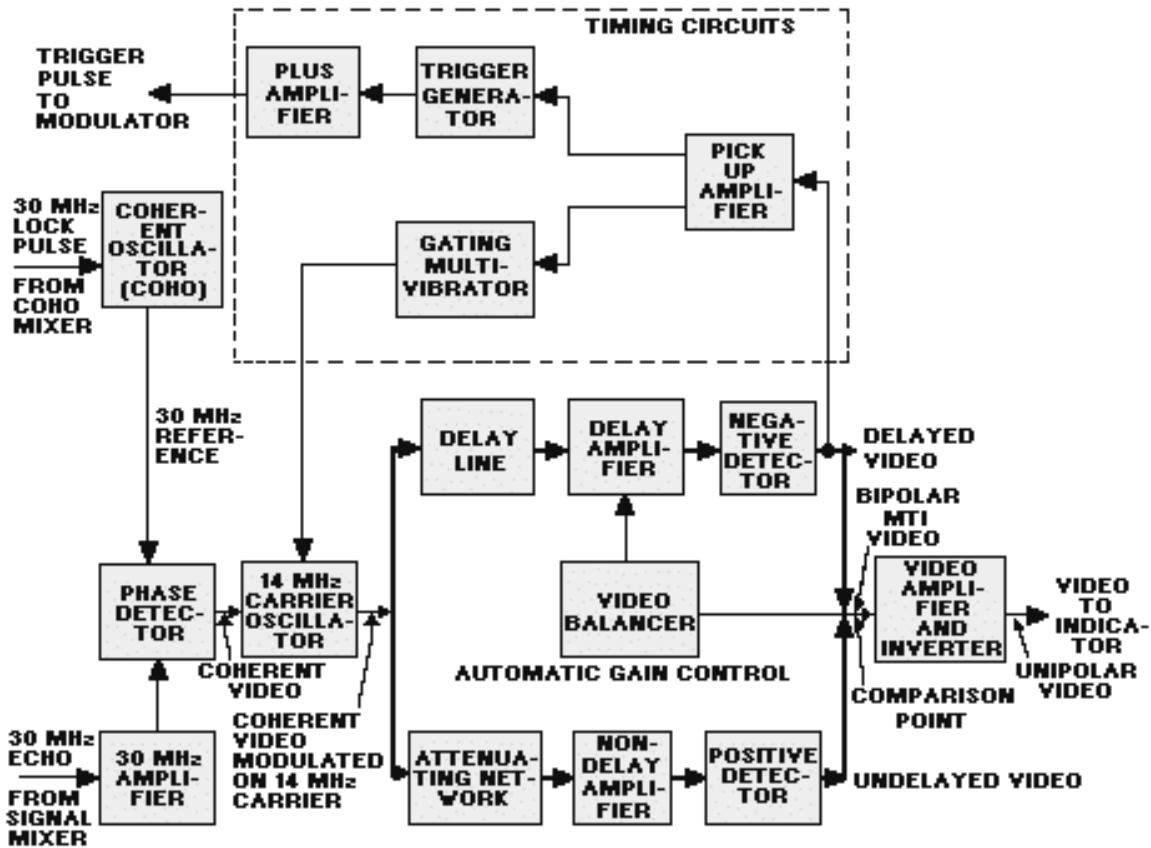 TIMING CIRCUITS
TRIGGER
PULSE
TO
MODULATOR
PLUS
AMPLI-
FIER
TRIGGER
GENERA-
TOR
PICK
UP
AMPLI-
FIER
30 MHz
LOCK
PULSE
FROM
COHO
MIXER
COHER-
ENT
OSCILLA-
TOR
(COHO)
GATING
MULTI-
VIBRATOR
30 MHz
REFER-
ENCE
DELAY
LINE
DELAY
AMPLI-
FIER
NEGA-
TIVE
DETEC-
TOR
DELAYED
VIDEO
BIPOLAR
MTI
VIDEO
PHASE
DETEC-
TOR
14 MHz
CARRIER
OSCILLA-
TOR
VIDEO
BALANCER
VIDEO
AMPLI-
FIER
AND
INVERTER
VIDEO
TO
INDICA-
TOR
COHERENT
VIDEO
AUTOMATIC GAIN CONTROL
UNIPOLAR
VIDEO
COMPARISON
POINT
COHERENT
VIDEO
MODULATED
ON 14 MHz
CARRIER
30 MHz
ECHO
FROM
SIGNAL
MIXER
30 MHz
AMPLI-
FIER
ATTENUA-
TING NET-
WORK
NON-
DELAY
AMPLI-
FIER
POSITIVE
DETEC-
TOR
UNDELAYED VIDEO